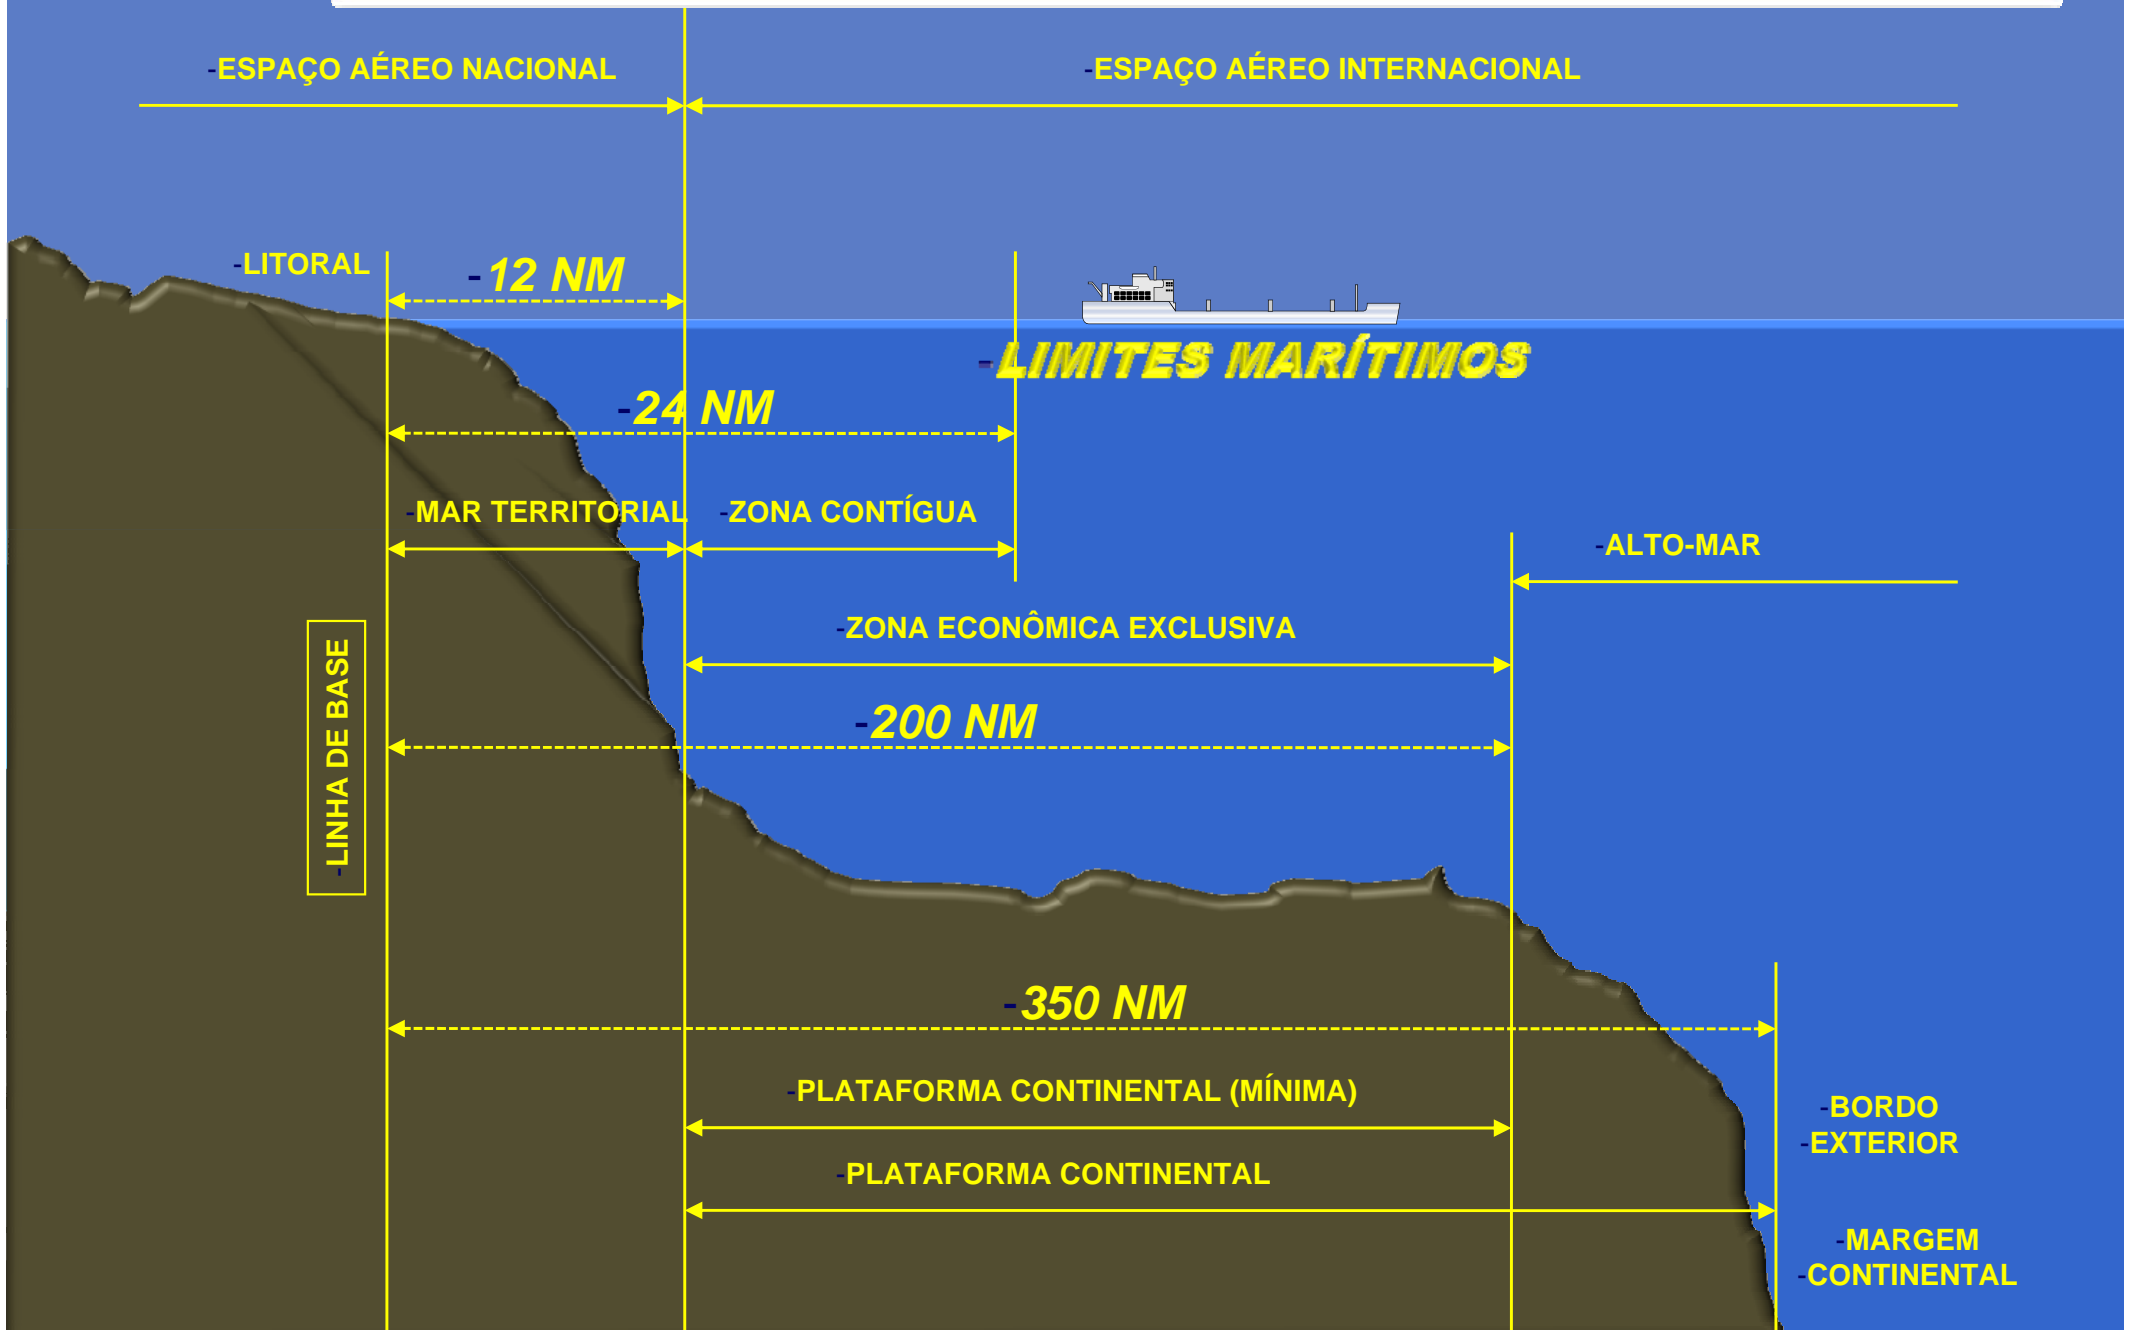 -ESPAÇO AÉREO NACIONAL
-ESPAÇO AÉREO INTERNACIONAL
-LITORAL
-12 NM
-LIMITES MARÍTIMOS
-24 NM
-MAR TERRITORIAL
-ZONA CONTÍGUA
-ALTO-MAR
-ZONA ECONÔMICA EXCLUSIVA
-LINHA DE BASE
-200 NM
-350 NM
-PLATAFORMA CONTINENTAL (MÍNIMA)
-BORDO
-EXTERIOR
-PLATAFORMA CONTINENTAL
-MARGEM
-CONTINENTAL